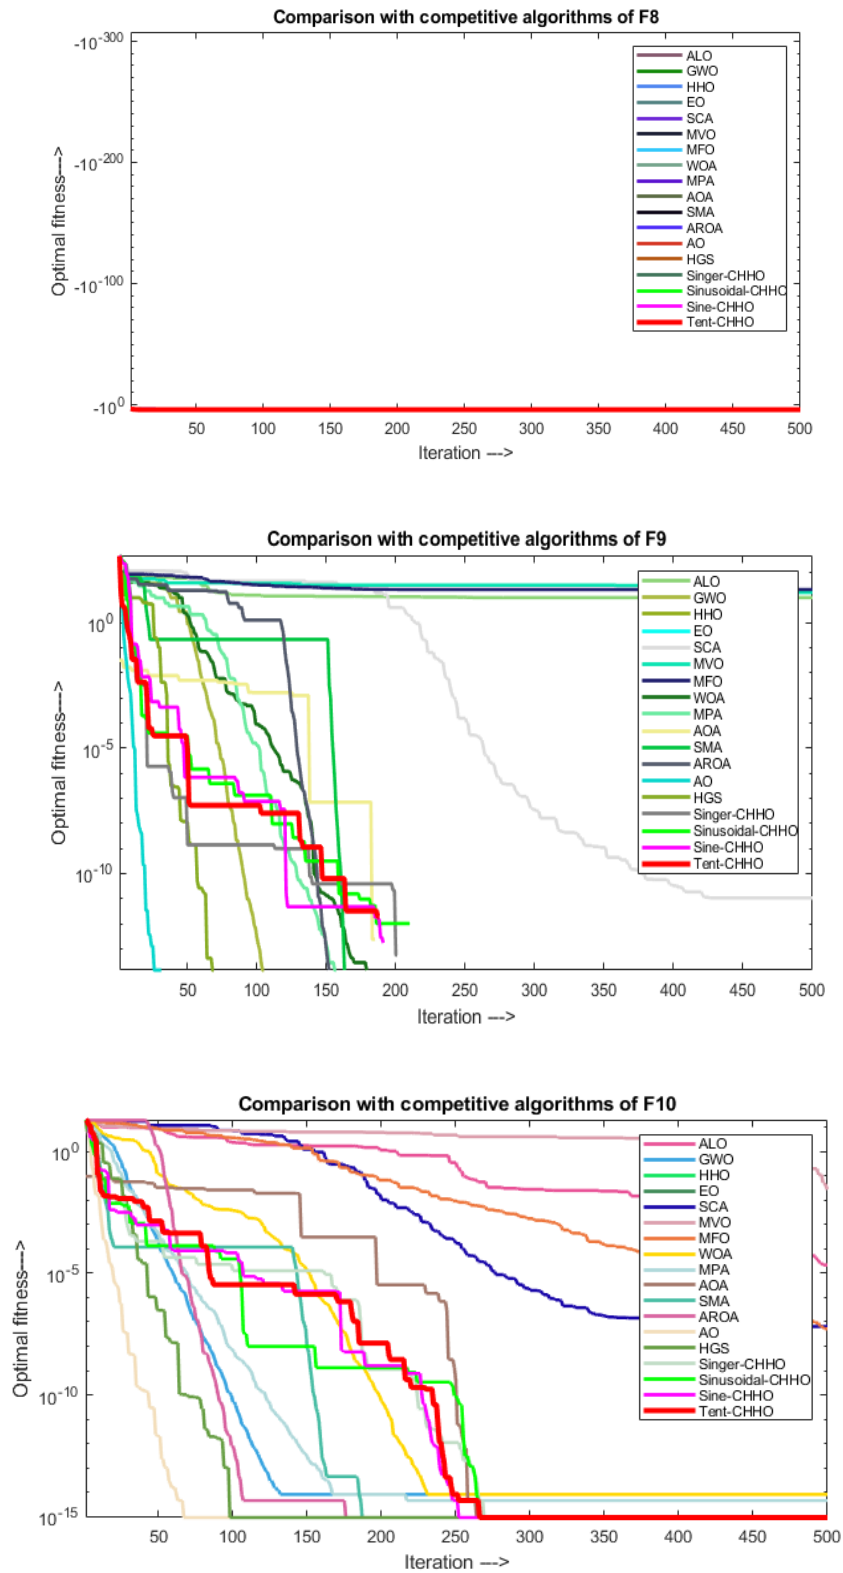 Comparison with competitive algorithms of F8
Optimal fitness--->
-10^-300
-10^-200
-10^-100
-10^0
50 100 150 200 250 300 350 400 450 500
Iteration --->
ALO
GWO
HHO
EO
SCA
MVO
MFO
WOA
MPA
AOA
SMA
AROA
AO
HGS
Singer-CHHO
Sinusoidal-CHHO
Sine-CHHO
Tent-CHHO
Comparison with competitive algorithms of F9
Optimal fitness--->
10^0
10^-5
10^-10
50 100 150 200 250 300 350 400 450 500
Iteration --->
ALO
GWO
HHO
EO
SCA
MVO
MFO
WOA
MPA
AOA
SMA
AROA
AO
HGS
Singer-CHHO
Sinusoidal-CHHO
Sine-CHHO
Tent-CHHO
Comparison with competitive algorithms of F10
Optimal fitness--->
10^0
10^-5
10^-10
10^-15
50 100 150 200 250 300 350 400 450 500
Iteration --->
ALO
GWO
HHO
EO
SCA
MVO
MFO
WOA
MPA
AOA
SMA
AROA
AO
HGS
Singer-CHHO
Sinusoidal-CHHO
Sine-CHHO
Tent-CHHO